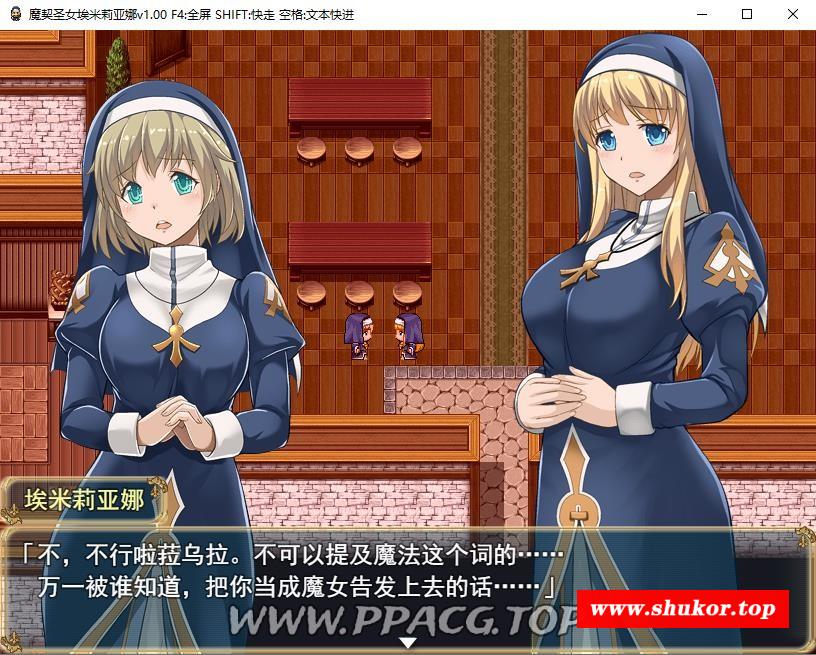 魔契圣女埃米莉亚娜v1.00 F4:全屏 SHIFT:快走 空格:文本快进
埃米莉亚娜
「不，不行啦菈乌拉。不可以提及魔法这个词的……
万一被谁知道，把你当成魔女告发上去的话……」
WWW.PPACG.TOP
www.shukor.top